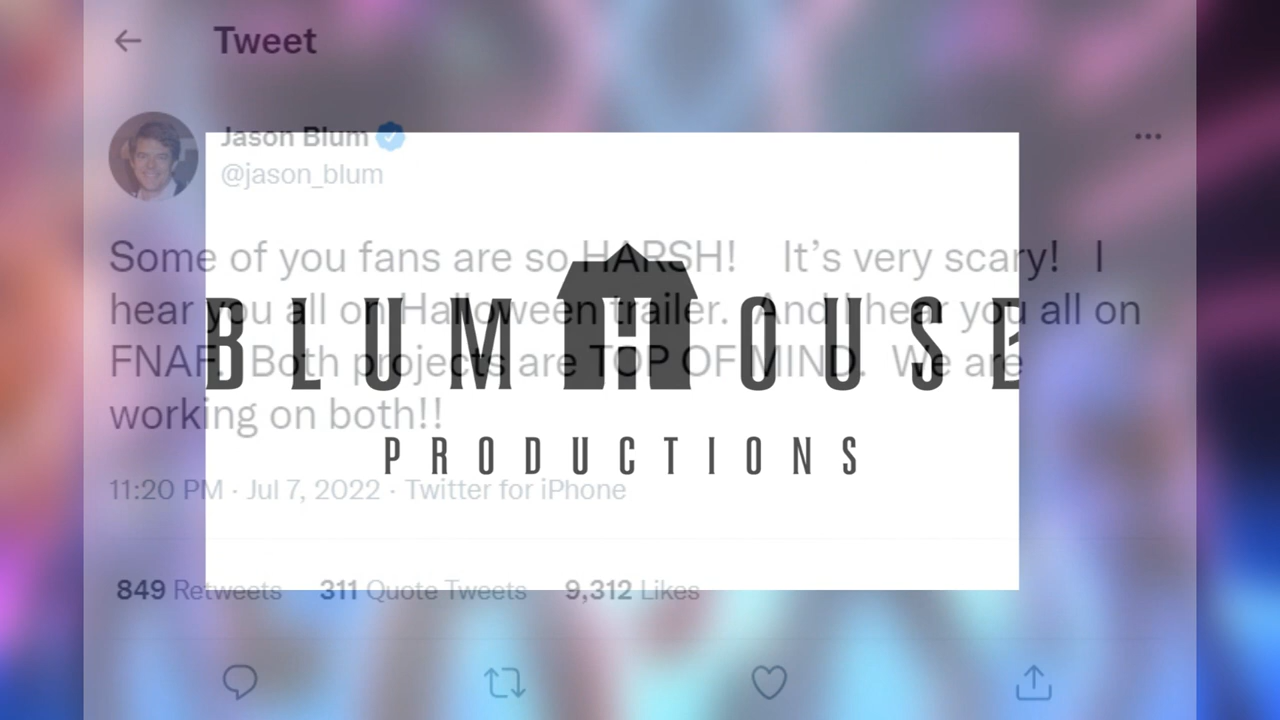 Tweet
Jason Blum
@jason_blum
Some of you fans are so HARSH! It’s very scary! I
hear you all on Halloween trailer. And I hear you all on
FNAF. Both projects are TOP OF MIND. We are
working on both!!
BLUMHOUSE
PRODUCTIONS
11:20 PM · Jul 7, 2022 · Twitter for iPhone
849 Retweets 311 Quote Tweets 9,312 Likes